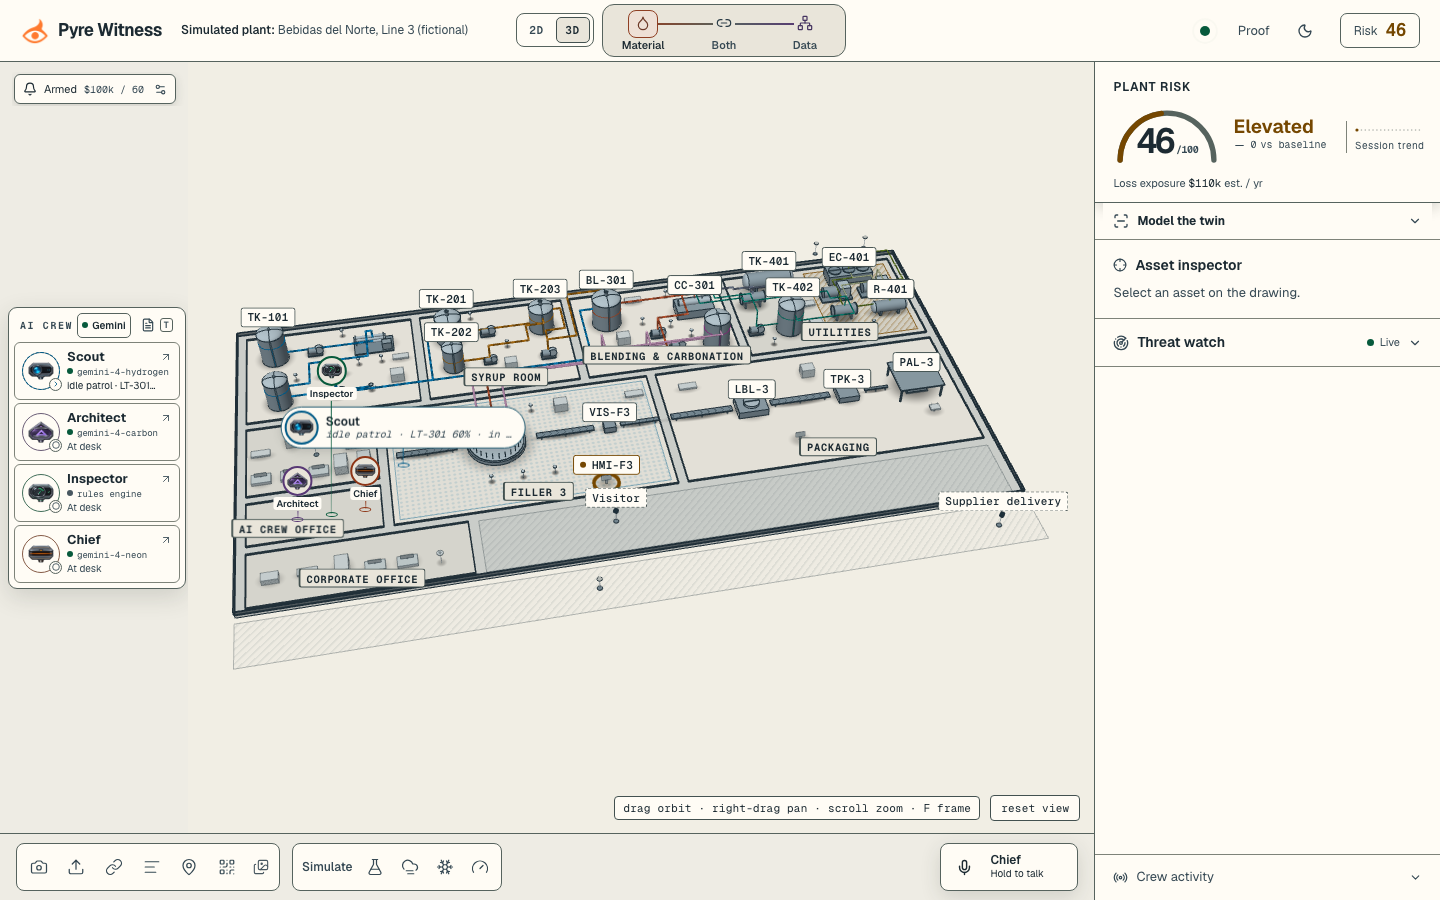 Pyre Witness
Simulated plant: Bebidas del Norte, Line 3 (fictional)
2D
3D
Material
Both
Data
Proof
Risk 46
Armed $100k / 60
AI CREW
Gemini
T
Scout
gemini-4-hydrogen
idle patrol · LT-301…
Architect
gemini-4-carbon
At desk
Inspector
rules engine
At desk
Chief
gemini-4-neon
At desk
TK-101
TK-201
TK-202
TK-203
BL-301
CC-301
TK-401
TK-402
EC-401
R-401
UTILITIES
BLENDING & CARBONATION
SYRUP ROOM
Inspector
PAL-3
TPK-3
LBL-3
VIS-F3
Scout
idle patrol · LT-301 60% · in …
PACKAGING
HMI-F3
FILLER 3
Visitor
Supplier delivery
Architect
Chief
AI CREW OFFICE
CORPORATE OFFICE
drag orbit · right-drag pan · scroll zoom · F frame
reset view
Simulate
Chief
Hold to talk
PLANT RISK
46/100
Elevated
— 0 vs baseline
Session trend
Loss exposure $110k est. / yr
Model the twin
Asset inspector
Select an asset on the drawing.
Threat watch
Live
Crew activity